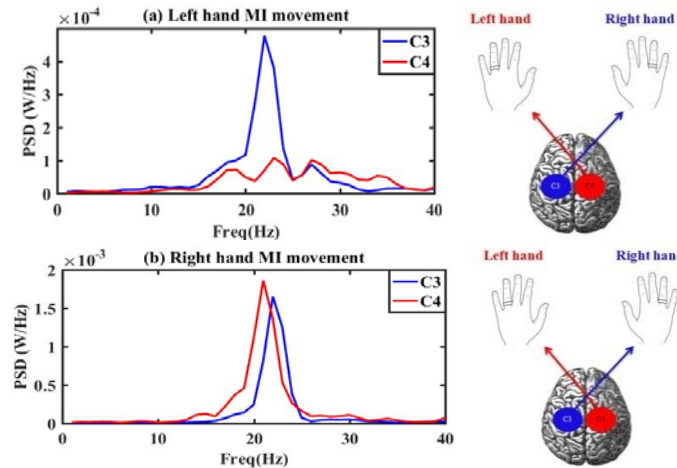 (a) Left hand MI movement
×10⁻⁴
C3
C4
4
3
2
1
0
PSD (W/Hz)
0 10 20 30 40
Freq(Hz)
Left hand Right hand
C3 C4
(b) Right hand MI movement
×10⁻³
C3
C4
2
1.5
1
0.5
0
PSD (W/Hz)
0 10 20 30 40
Freq(Hz)
Left hand Right hand
C3 C4